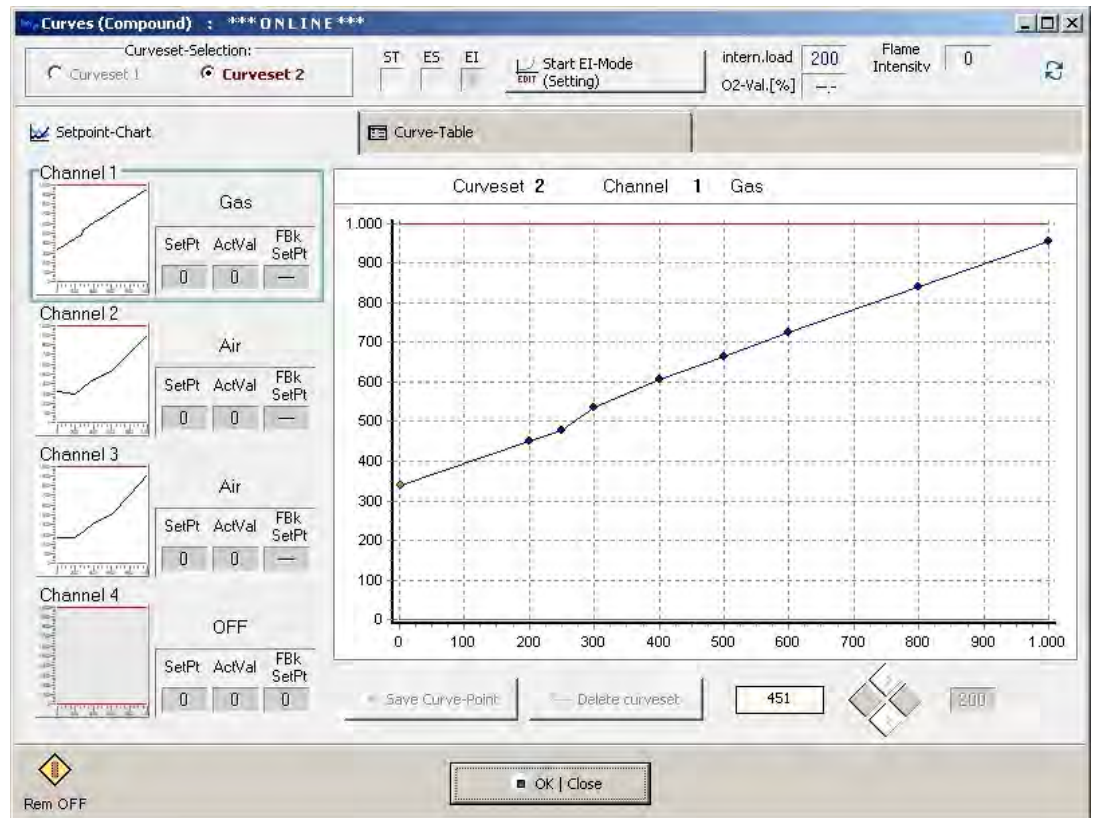 Curves (Compound) : ***ONLINE***
Curveset-Selection:
Curveset 1 Curveset 2
ST ES EI
EDIT Start EI-Mode
(Setting)
intern.load 200
O2-Val.[%] --.-
Flame
Intensity 0
Setpoint-Chart
Curve-Table
Channel 1
Gas
SetPt ActVal FBk
SetPt
0 0 ---
Channel 2
Air
SetPt ActVal FBk
SetPt
0 0 ---
Channel 3
Air
SetPt ActVal FBk
SetPt
0 0 ---
Channel 4
OFF
SetPt ActVal FBk
SetPt
0 0 0
Curveset 2 Channel 1 Gas
1.000
900
800
700
600
500
400
300
200
100
0
0 100 200 300 400 500 600 700 800 900 1.000
Save Curve-Point Delete curveset 451 200
Rem OFF
OK | Close